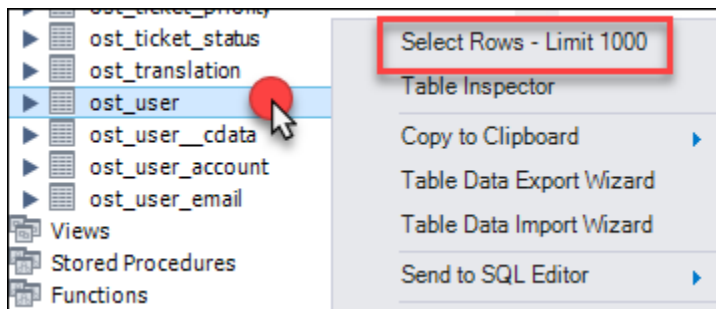 ost_ticket_priority
ost_ticket_status
ost_translation
ost_user
ost_user__cdata
ost_user_account
ost_user_email
Views
Stored Procedures
Functions
Select Rows - Limit 1000
Table Inspector
Copy to Clipboard
Table Data Export Wizard
Table Data Import Wizard
Send to SQL Editor